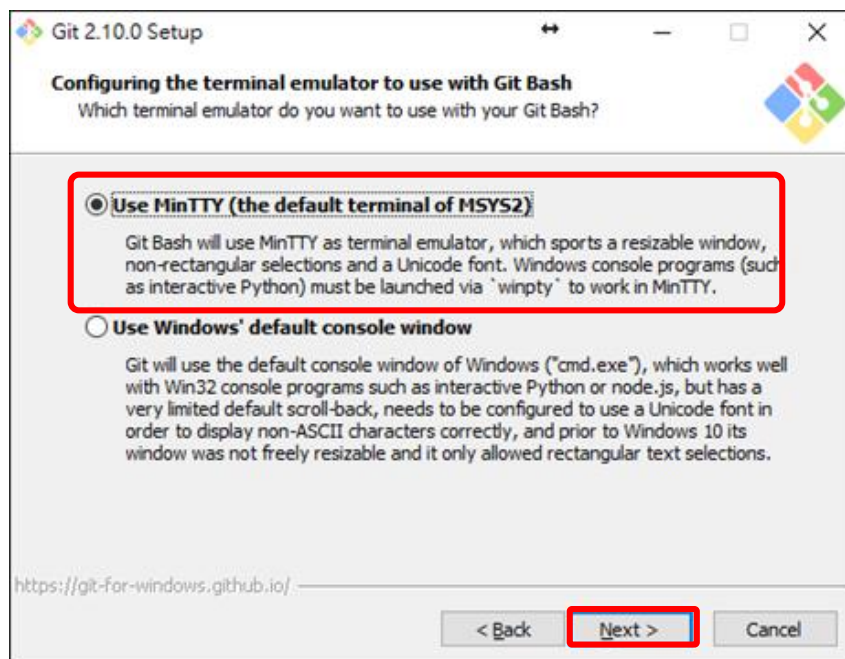 Git 2.10.0 Setup
Configuring the terminal emulator to use with Git Bash
Which terminal emulator do you want to use with your Git Bash?
Use MinTTY (the default terminal of MSYS2)
Git Bash will use MinTTY as terminal emulator, which sports a resizable window,
non-rectangular selections and a Unicode font. Windows console programs (such
as interactive Python) must be launched via `winpty` to work in MinTTY.
Use Windows' default console window
Git will use the default console window of Windows ("cmd.exe"), which works well
with Win32 console programs such as interactive Python or node.js, but has a
very limited default scroll-back, needs to be configured to use a Unicode font in
order to display non-ASCII characters correctly, and prior to Windows 10 its
window was not freely resizable and it only allowed rectangular text selections.
https://git-for-windows.github.io/
< Back Next > Cancel